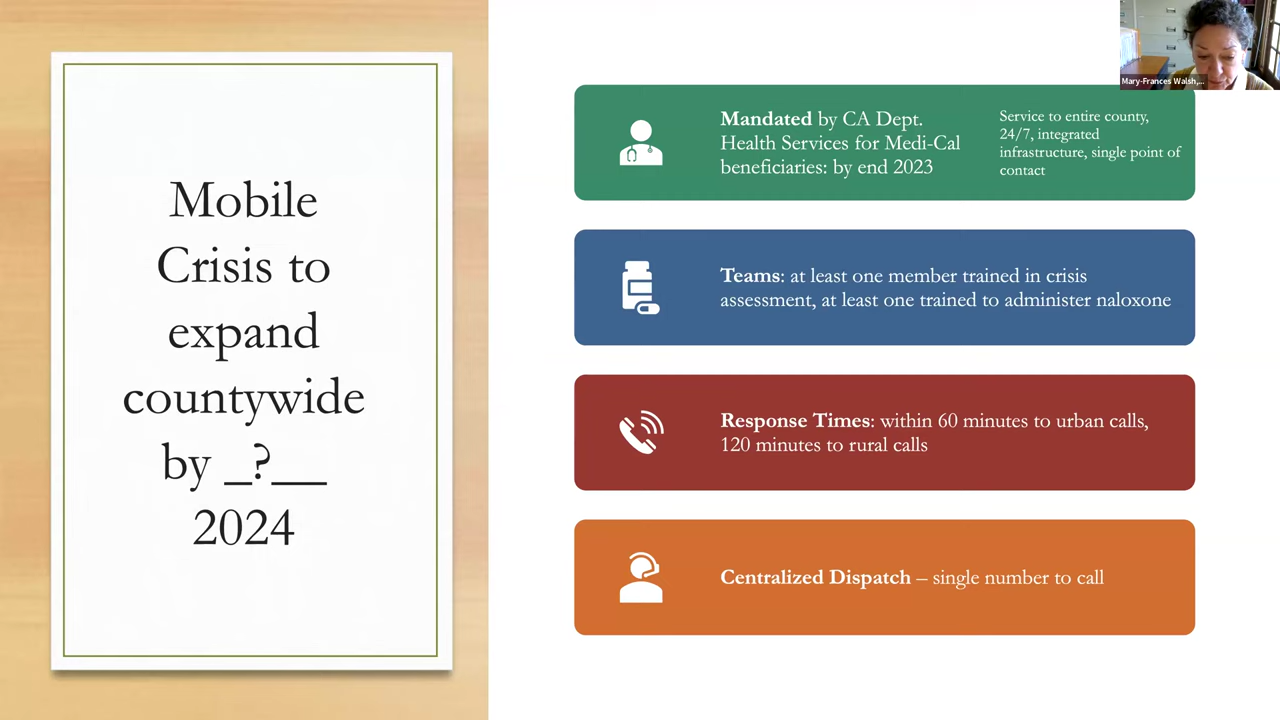 Mobile
Crisis to
expand
countywide
by _?__
2024
Mandated by CA Dept.
Health Services for Medi-Cal
beneficiaries: by end 2023
Service to entire county,
24/7, integrated
infrastructure, single point of
contact
Teams: at least one member trained in crisis
assessment, at least one trained to administer naloxone
Response Times: within 60 minutes to urban calls,
120 minutes to rural calls
Centralized Dispatch – single number to call
Mary-Frances Walsh,...